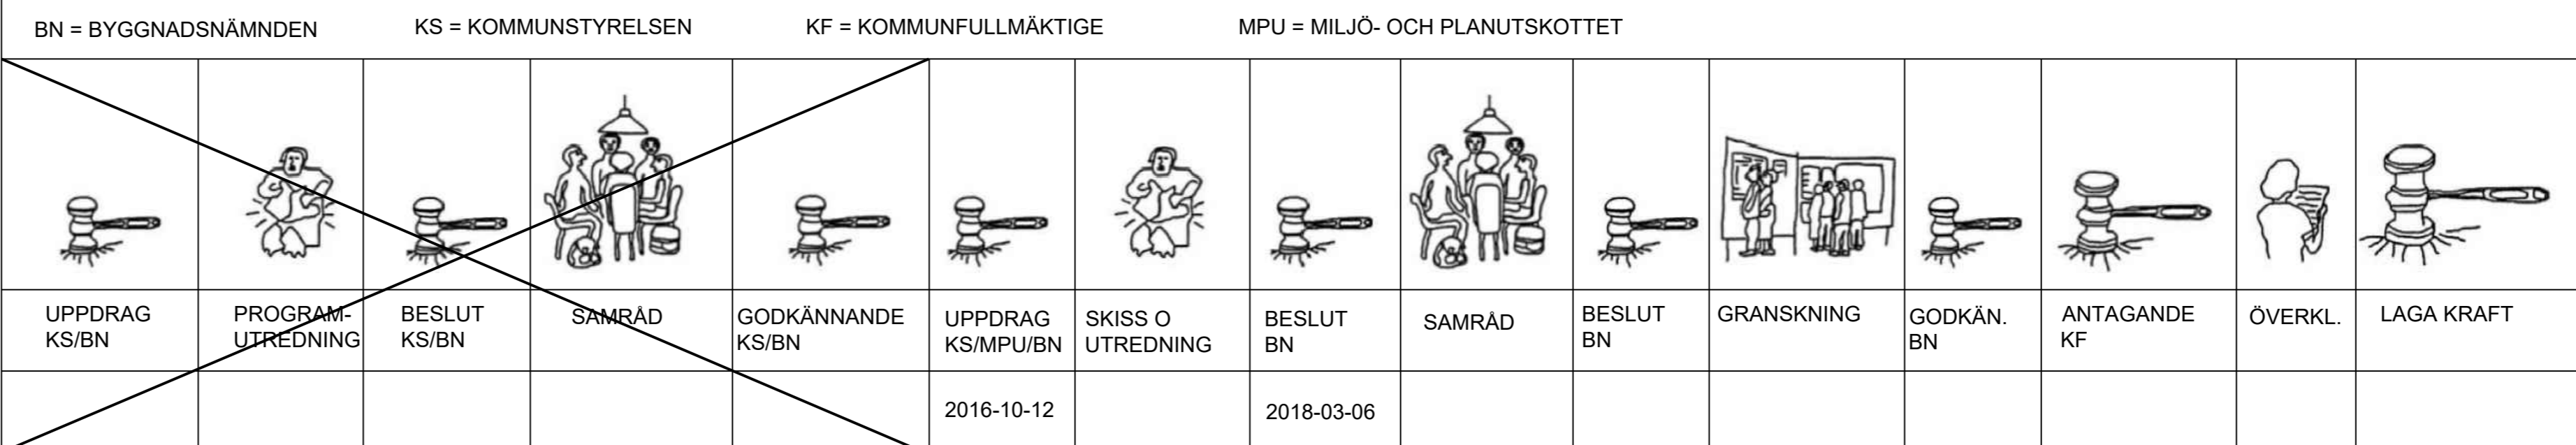 BN = BYGGNADSNÄMNDEN KS = KOMMUNSTYRELSEN KF = KOMMUNFULLMÄKTIGE MPU = MILJÖ- OCH PLANUTSKOTTET
UPPDRAG
KS/BN
PROGRAM-
UTREDNING
BESLUT
KS/BN
SAMRÅD
GODKÄNNANDE
KS/BN
UPPDRAG
KS/MPU/BN
SKISS O
UTREDNING
BESLUT
BN
SAMRÅD
BESLUT
BN
GRANSKNING
GODKÄN.
BN
ANTAGANDE
KF
ÖVERKL.
LAGA KRAFT
2016-10-12
2018-03-06